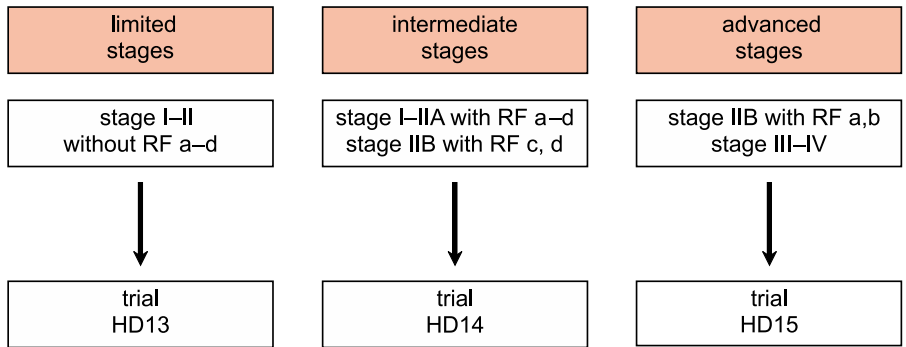 limited
stages
intermediate
stages
advanced
stages
stage I–II
without RF a–d
stage I–IIA with RF a–d
stage IIB with RF c, d
stage IIB with RF a,b
stage III–IV
trial
HD13
trial
HD14
trial
HD15